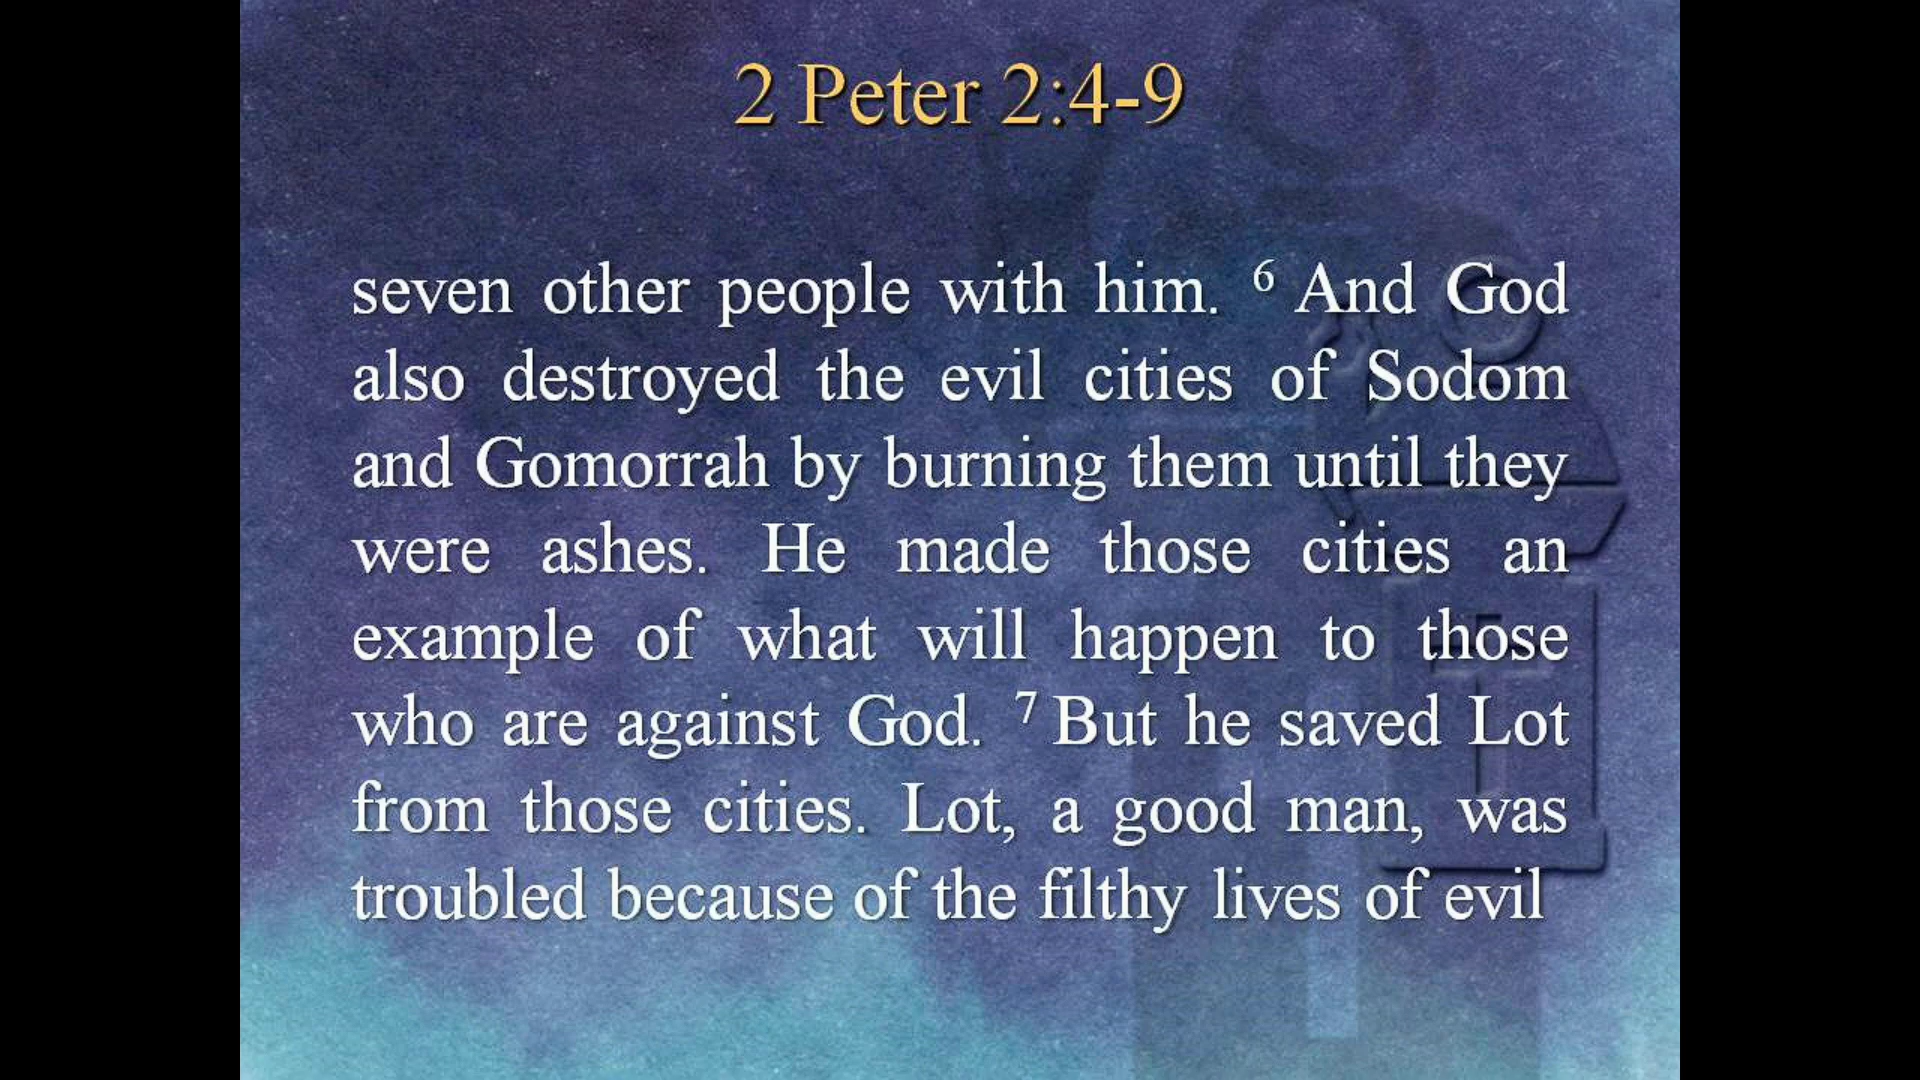 2 Peter 2:4-9
seven other people with him. 6 And God
also destroyed the evil cities of Sodom
and Gomorrah by burning them until they
were ashes. He made those cities an
example of what will happen to those
who are against God. 7 But he saved Lot
from those cities. Lot, a good man, was
troubled because of the filthy lives of evil